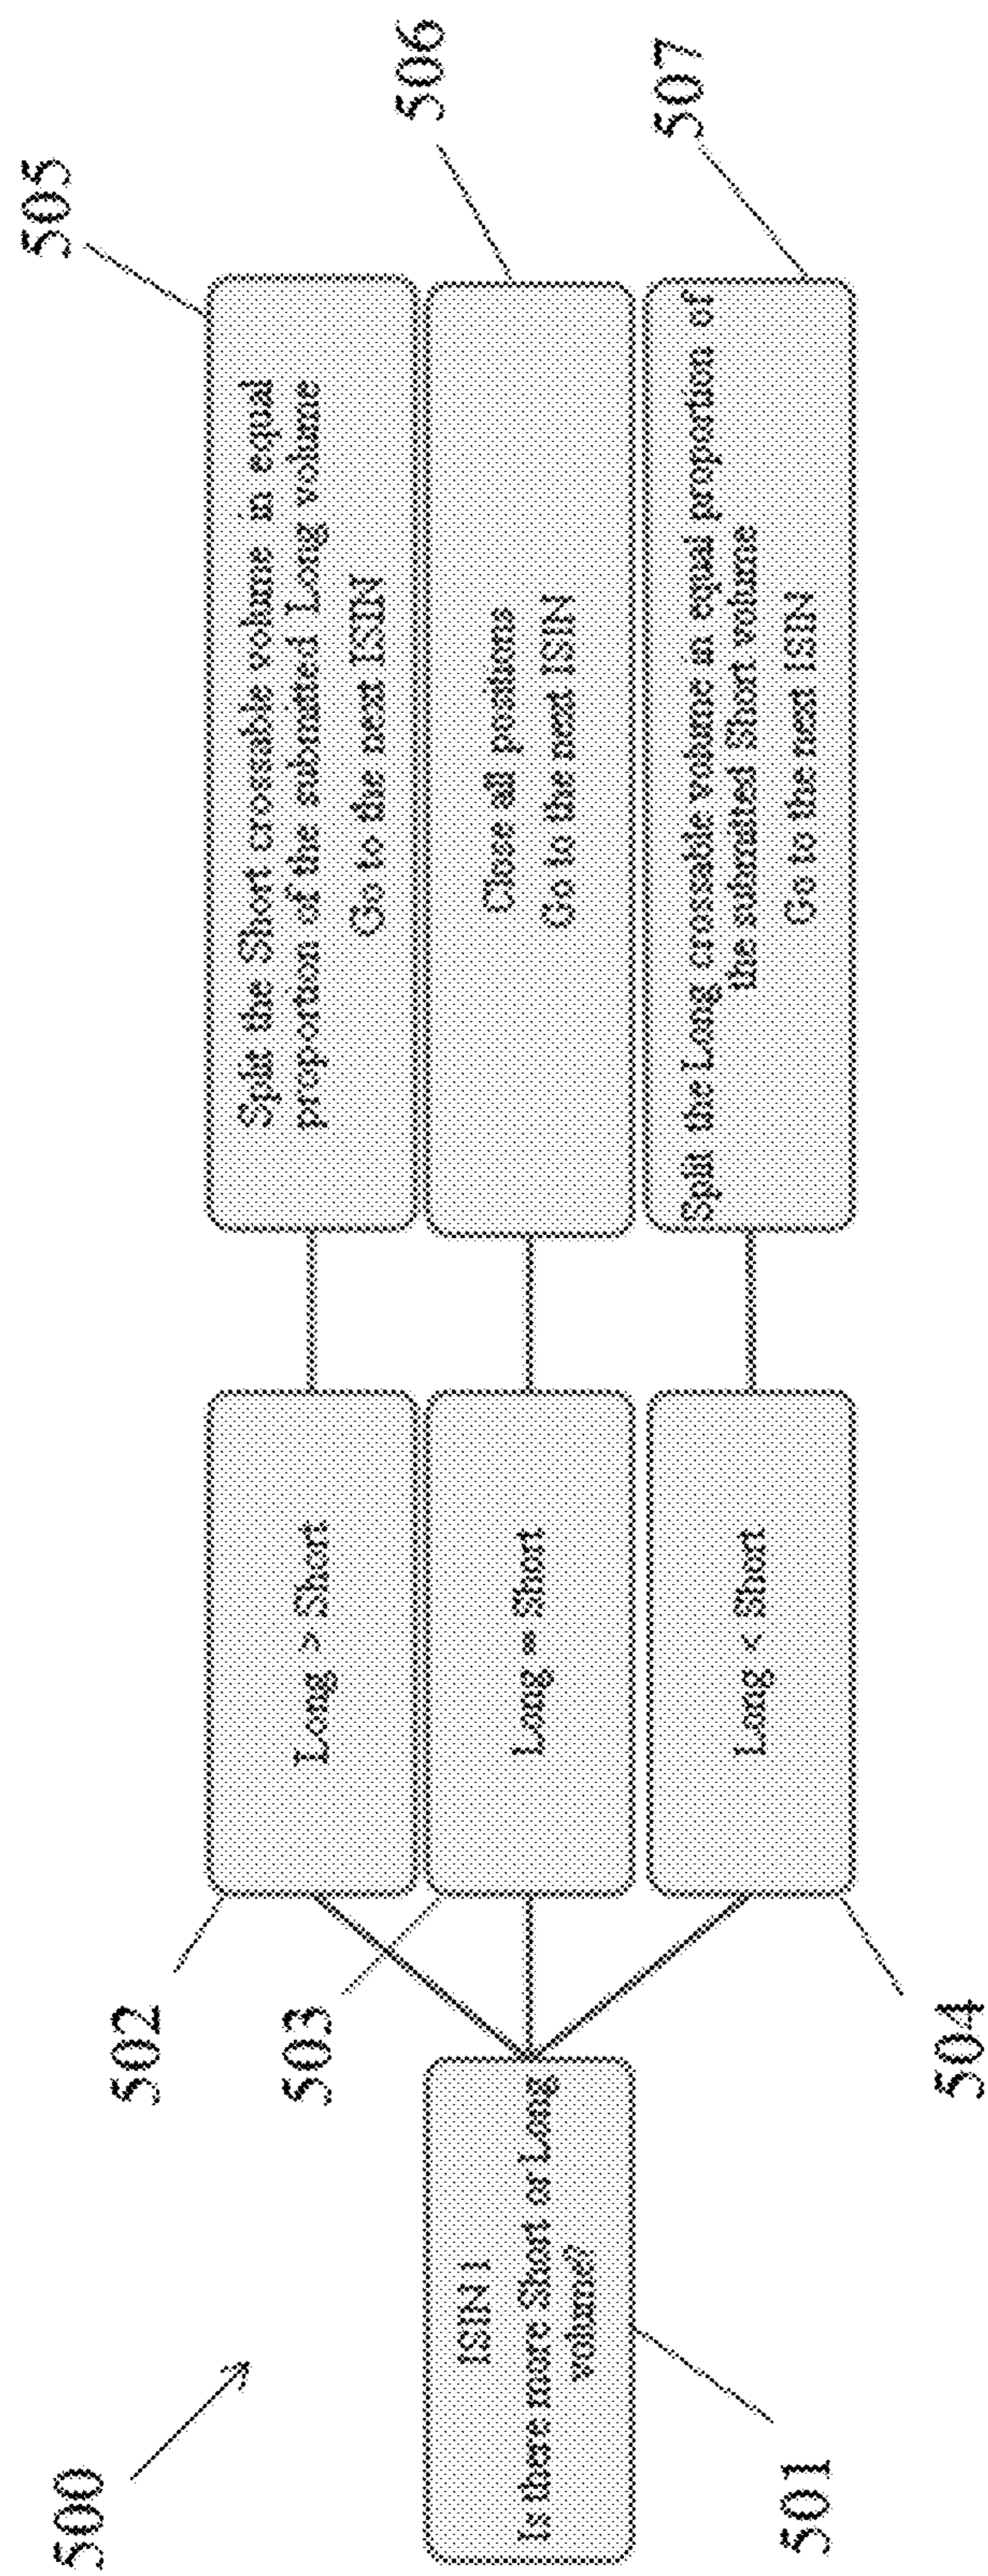 500
501
ISIN 1
Is there more Short or Long
volume?
502
Long > Short
503
Long = Short
504
Long < Short
505
Split the Short crossable volume in equal
proportion of the submitted Long volume
Go to the next ISIN
506
Close all positions
Go to the next ISIN
507
Split the Long crossable volume in equal proportion of
the submitted Short volume
Go to the next ISIN